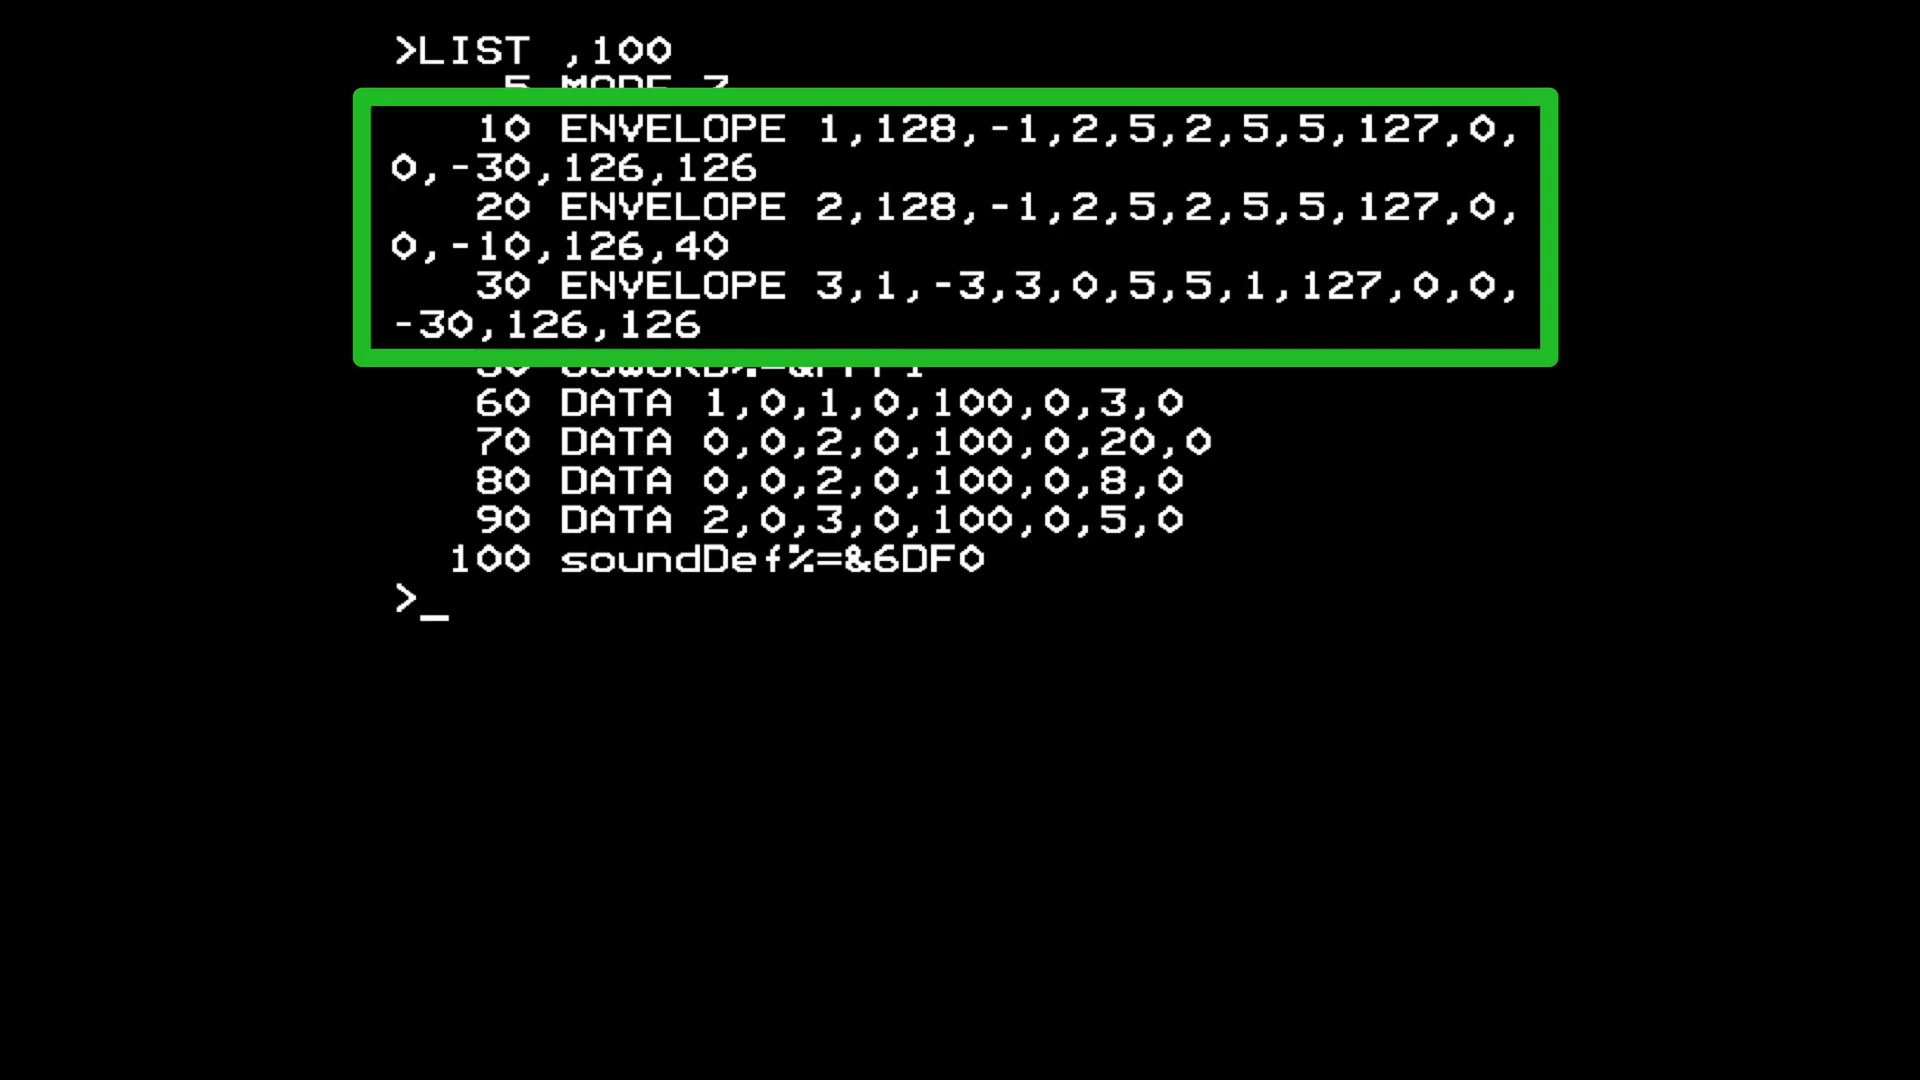 >LIST ,100
5 MODE 7
10 ENVELOPE 1,128,-1,2,5,2,5,5,127,0,
0,-30,126,126
20 ENVELOPE 2,128,-1,2,5,2,5,5,127,0,
0,-10,126,40
30 ENVELOPE 3,1,-3,3,0,5,5,1,127,0,0,
-30,126,126
60 DATA 1,0,1,0,100,0,3,0
70 DATA 0,0,2,0,100,0,20,0
80 DATA 0,0,2,0,100,0,8,0
90 DATA 2,0,3,0,100,0,5,0
100 soundDef%=&6DF0
>_